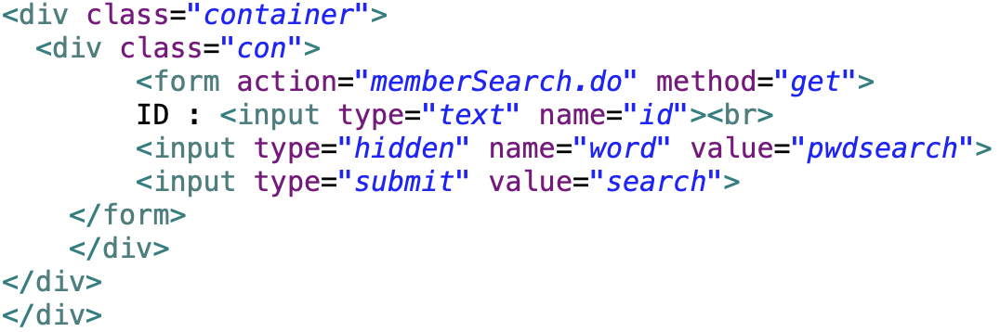 <div class="container">
<div class="con">
<form action="memberSearch.do" method="get">
ID : <input type="text" name="id"><br>
<input type="hidden" name="word" value="pwdsearch">
<input type="submit" value="search">
</form>
</div>
</div>
</div>